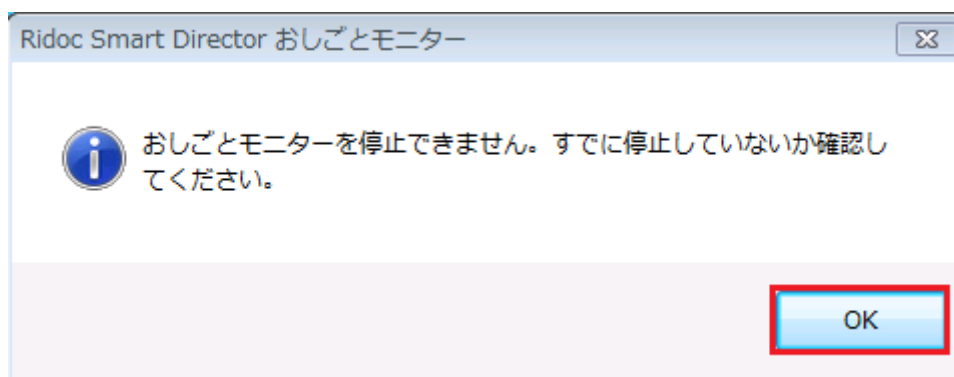 Ridoc Smart Director おしごとモニター
おしごとモニターを停止できません。すでに停止していないか確認し
てください。
OK